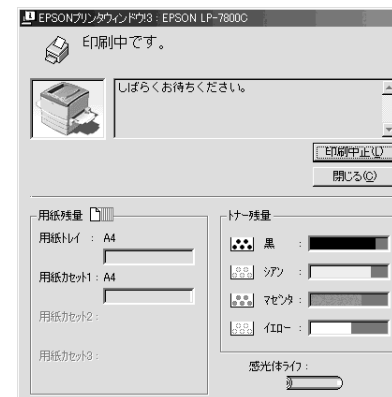 EPSONプリンタウィンドウ!3 : EPSON LP-7800C
印刷中です。
しばらくお待ちください。
印刷中止(J)
閉じる(C)
用紙残量
用紙トレイ : A4
用紙カセット1 : A4
用紙カセット2 :
用紙カセット3 :
トナー残量
黒 :
シアン :
マゼンタ :
イエロー :
感光体ライフ :